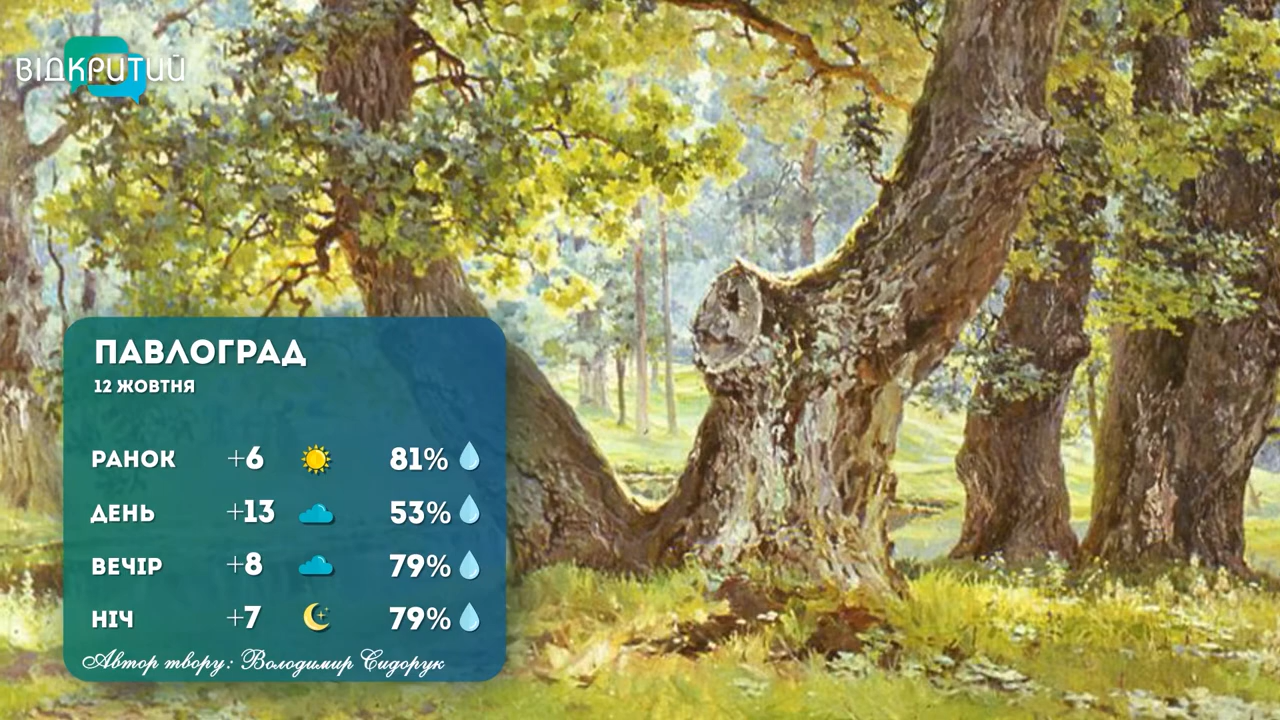 ВІДКРИТИЙ
ПАВЛОГРАД
12 ЖОВТНЯ
РАНОК +6 81%
ДЕНЬ +13 53%
ВЕЧІР +8 79%
НІЧ +7 79%
Автор твору: Володимир Сидорук